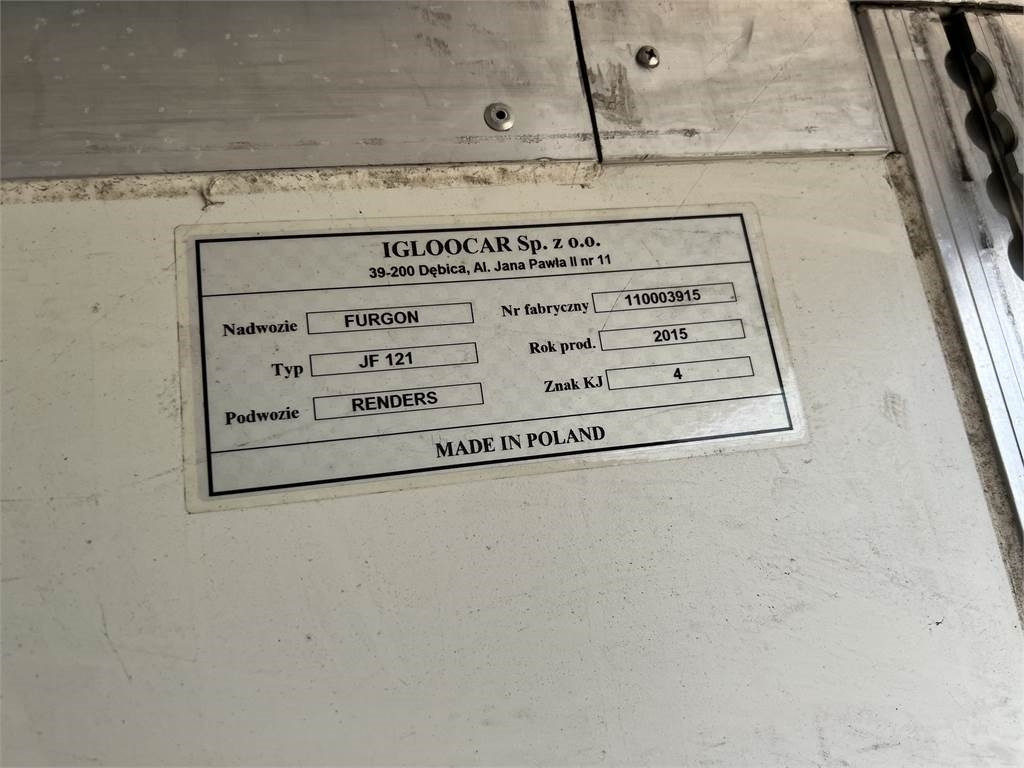 IGLOOCAR Sp. z o.o.
39-200 Dębica, Al. Jana Pawła II nr 11
Nadwozie FURGON Nr fabryczny 110003915
Typ JF 121 Rok prod. 2015
Podwozie RENDERS Znak KJ 4
MADE IN POLAND